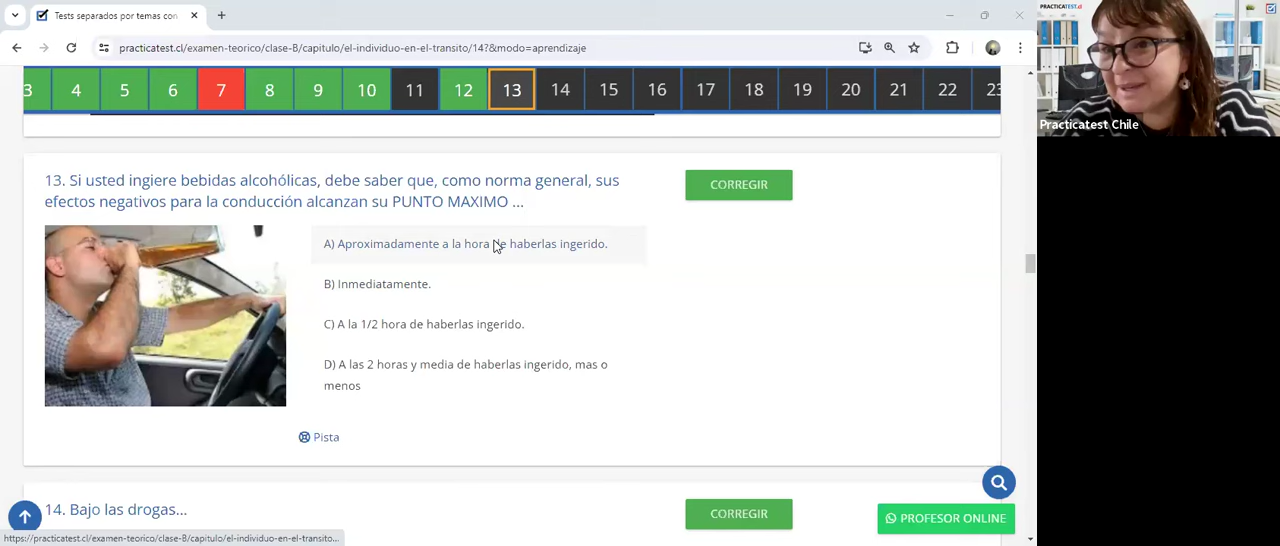 Tests separados por temas con
practicatest.cl/examen-teorico/clase-B/capitulo/el-individuo-en-el-transito/14?&modo=aprendizaje
PRACTICATEST.cl
3 4 5 6 7 8 9 10 11 12 13 14 15 16 17 18 19 20 21 22 23
Practicatest Chile
13. Si usted ingiere bebidas alcohólicas, debe saber que, como norma general, sus
efectos negativos para la conducción alcanzan su PUNTO MAXIMO ...
CORREGIR
A) Aproximadamente a la hora de haberlas ingerido.
B) Inmediatamente.
C) A la 1/2 hora de haberlas ingerido.
D) A las 2 horas y media de haberlas ingerido, mas o
menos
Pista
14. Bajo las drogas...
CORREGIR
PROFESOR ONLINE
https://practicatest.cl/examen-teorico/clase-B/capitulo/el-individuo-en-el-transito...